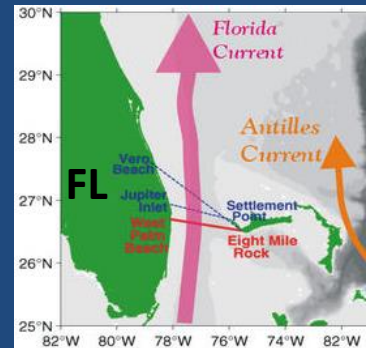 30°N
Florida
Current
29°N
28°N
Antilles
Current
Vero
Beach
27°N
FL
Jupiter
Inlet
Settlement
Point
West
Palm
Beach
Eight Mile
Rock
26°N
25°N
82°W 80°W 78°W 76°W 74°W 82°W